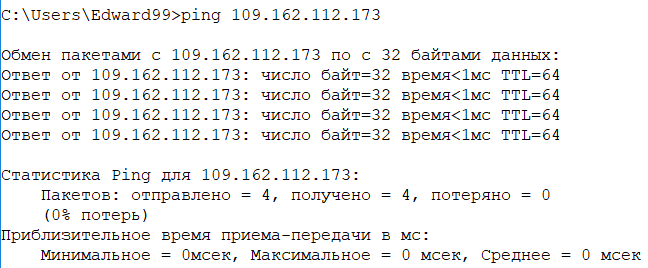 C:\Users\Edward99>ping 109.162.112.173
Обмен пакетами с 109.162.112.173 по с 32 байтами данных:
Ответ от 109.162.112.173: число байт=32 время<1мс TTL=64
Ответ от 109.162.112.173: число байт=32 время<1мс TTL=64
Ответ от 109.162.112.173: число байт=32 время<1мс TTL=64
Ответ от 109.162.112.173: число байт=32 время<1мс TTL=64
Статистика Ping для 109.162.112.173:
Пакетов: отправлено = 4, получено = 4, потеряно = 0
(0% потерь)
Приблизительное время приема-передачи в мс:
Минимальное = 0мсек, Максимальное = 0 мсек, Среднее = 0 мсек